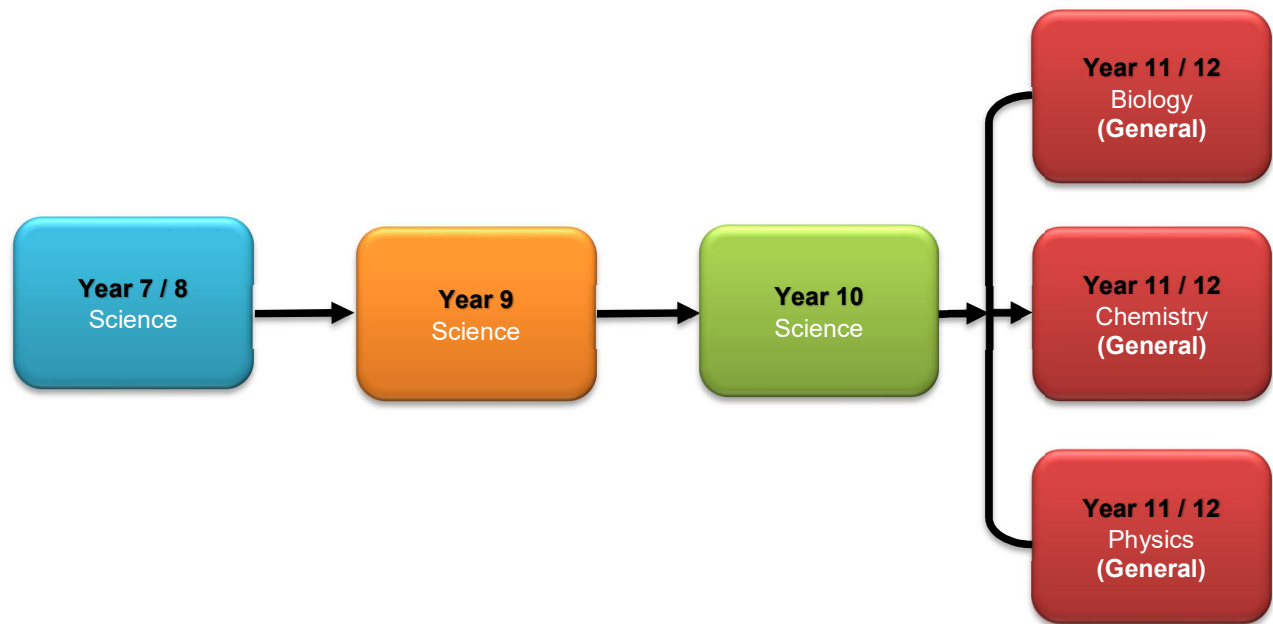 Year 7 / 8
Science
Year 9
Science
Year 10
Science
Year 11 / 12
Biology
(General)
Year 11 / 12
Chemistry
(General)
Year 11 / 12
Physics
(General)